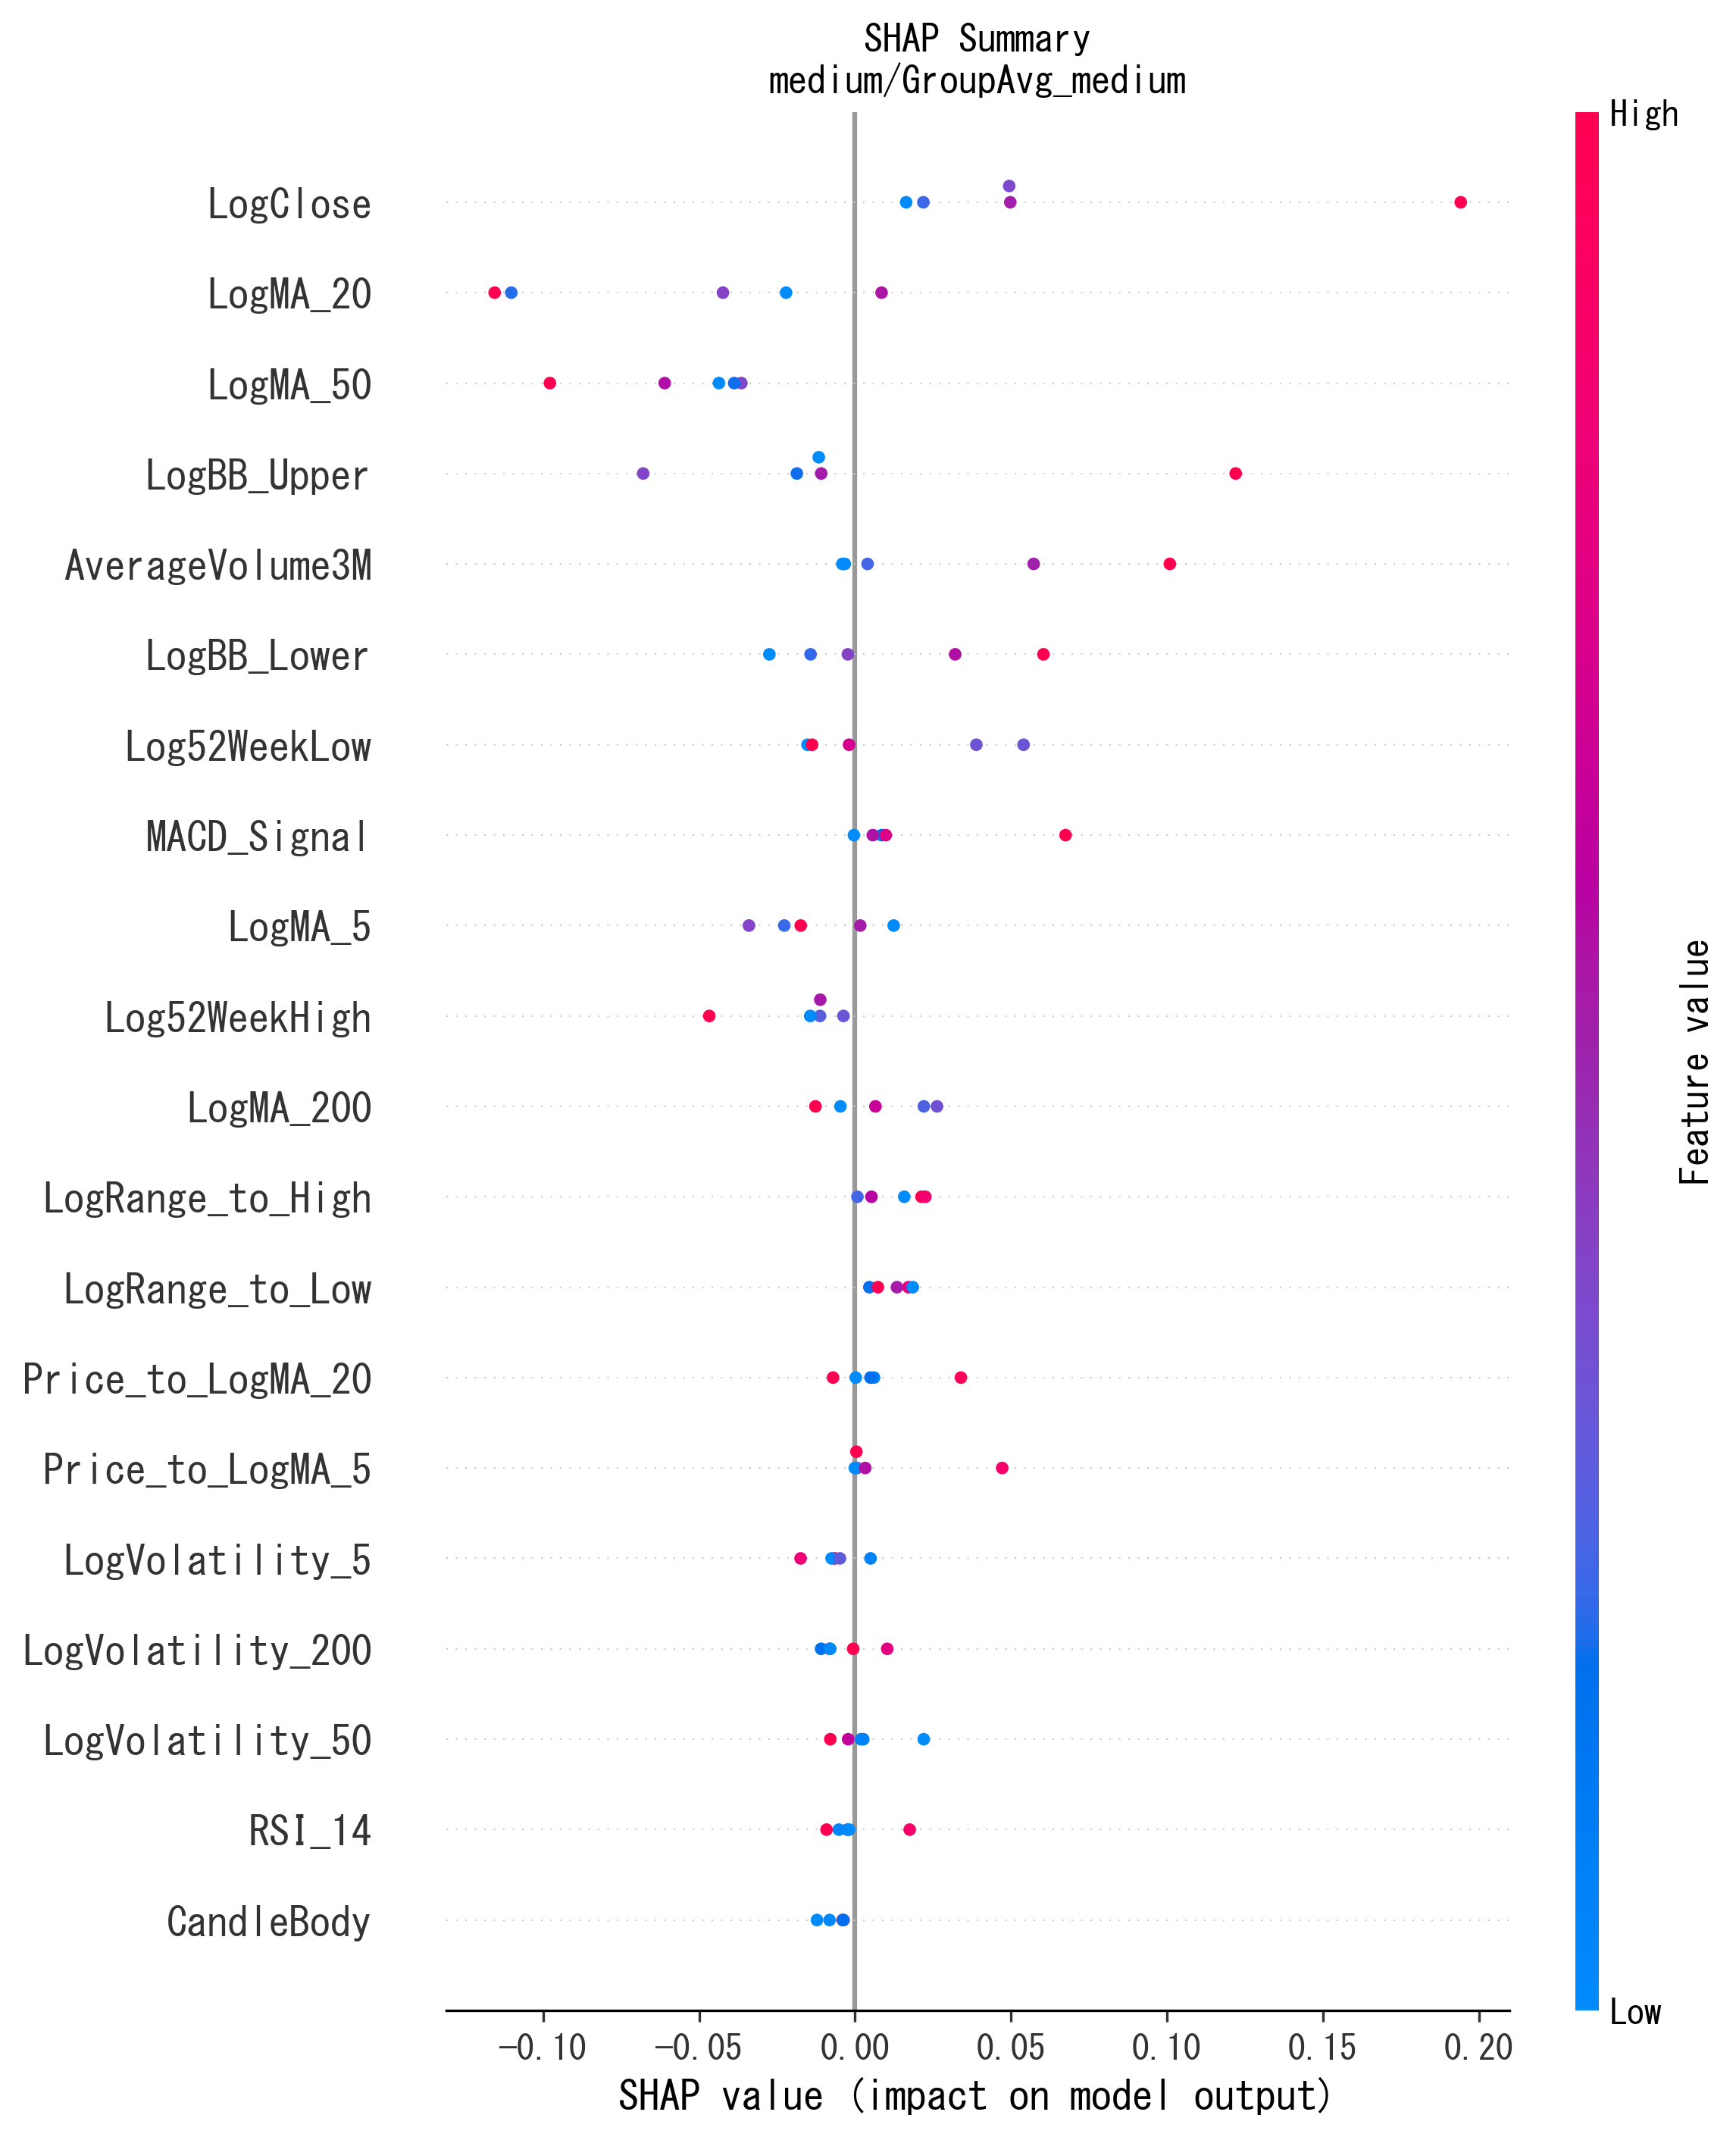 SHAP Summary
medium/GroupAvg_medium
High
LogClose
LogMA_20
LogMA_50
LogBB_Upper
AverageVolume3M
LogBB_Lower
Log52WeekLow
MACD_Signal
LogMA_5
Log52WeekHigh
LogMA_200
LogRange_to_High
LogRange_to_Low
Price_to_LogMA_20
Price_to_LogMA_5
LogVolatility_5
LogVolatility_200
LogVolatility_50
RSI_14
CandleBody
Feature value
Low
−0.10 −0.05 0.00 0.05 0.10 0.15 0.20
SHAP value (impact on model output)